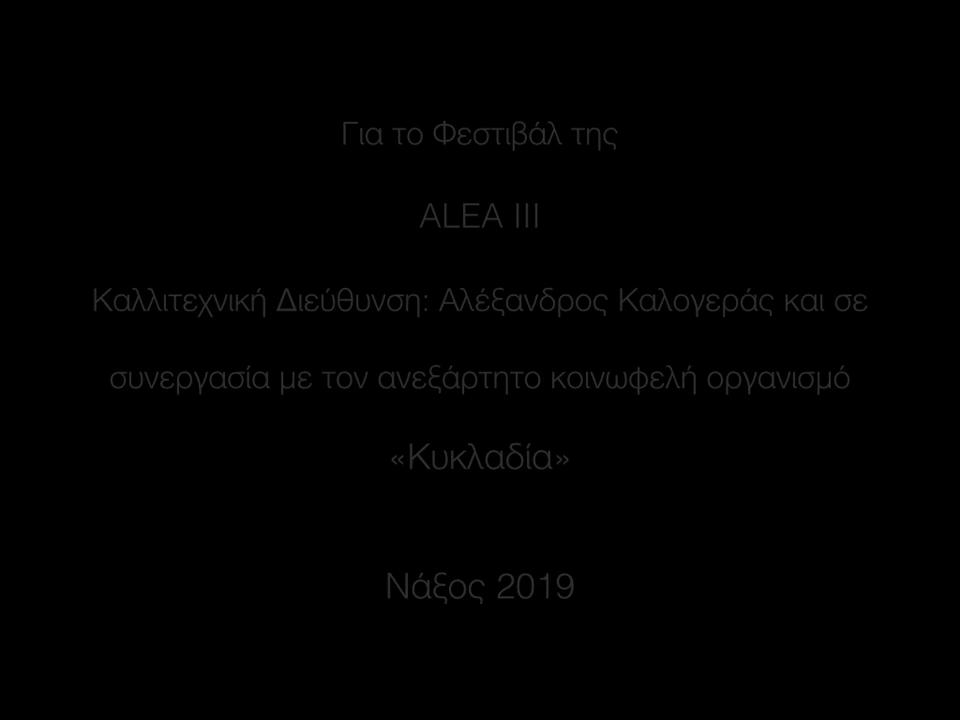 Για το Φεστιβάλ της
ALEA III
Καλλιτεχνική Διεύθυνση: Αλέξανδρος Καλογεράς και σε
συνεργασία με τον ανεξάρτητο κοινωφελή οργανισμό
«Κυκλαδία»
Νάξος 2019